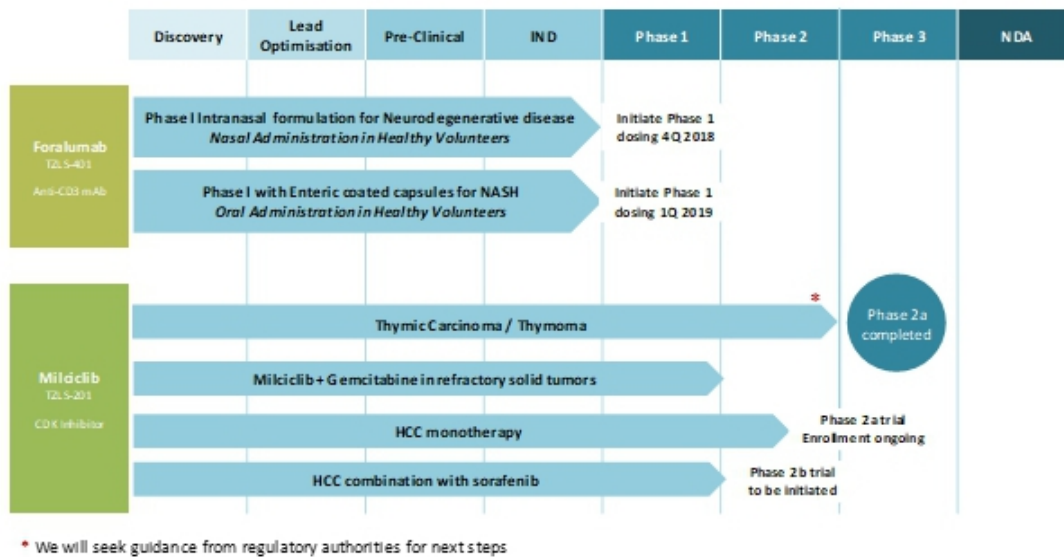 Discovery
Lead
Optimisation
Pre-Clinical
IND
Phase 1
Phase 2
Phase 3
NDA
Foralumab
TZLS-401
Anti-CD3 mAb
Phase I Intranasal formulation for Neurodegenerative disease
Nasal Administration in Healthy Volunteers
Initiate Phase 1
dosing 4Q 2018
Phase I with Enteric coated capsules for NASH
Oral Administration in Healthy Volunteers
Initiate Phase 1
dosing 1Q 2019
Milciclib
TZLS-201
CDK Inhibitor
*
Thymic Carcinoma / Thymoma
Phase 2a
completed
Milciclib + Gemcitabine in refractory solid tumors
HCC monotherapy
Phase 2a trial
Enrollment ongoing
HCC combination with sorafenib
Phase 2b trial
to be initiated
* We will seek guidance from regulatory authorities for next steps